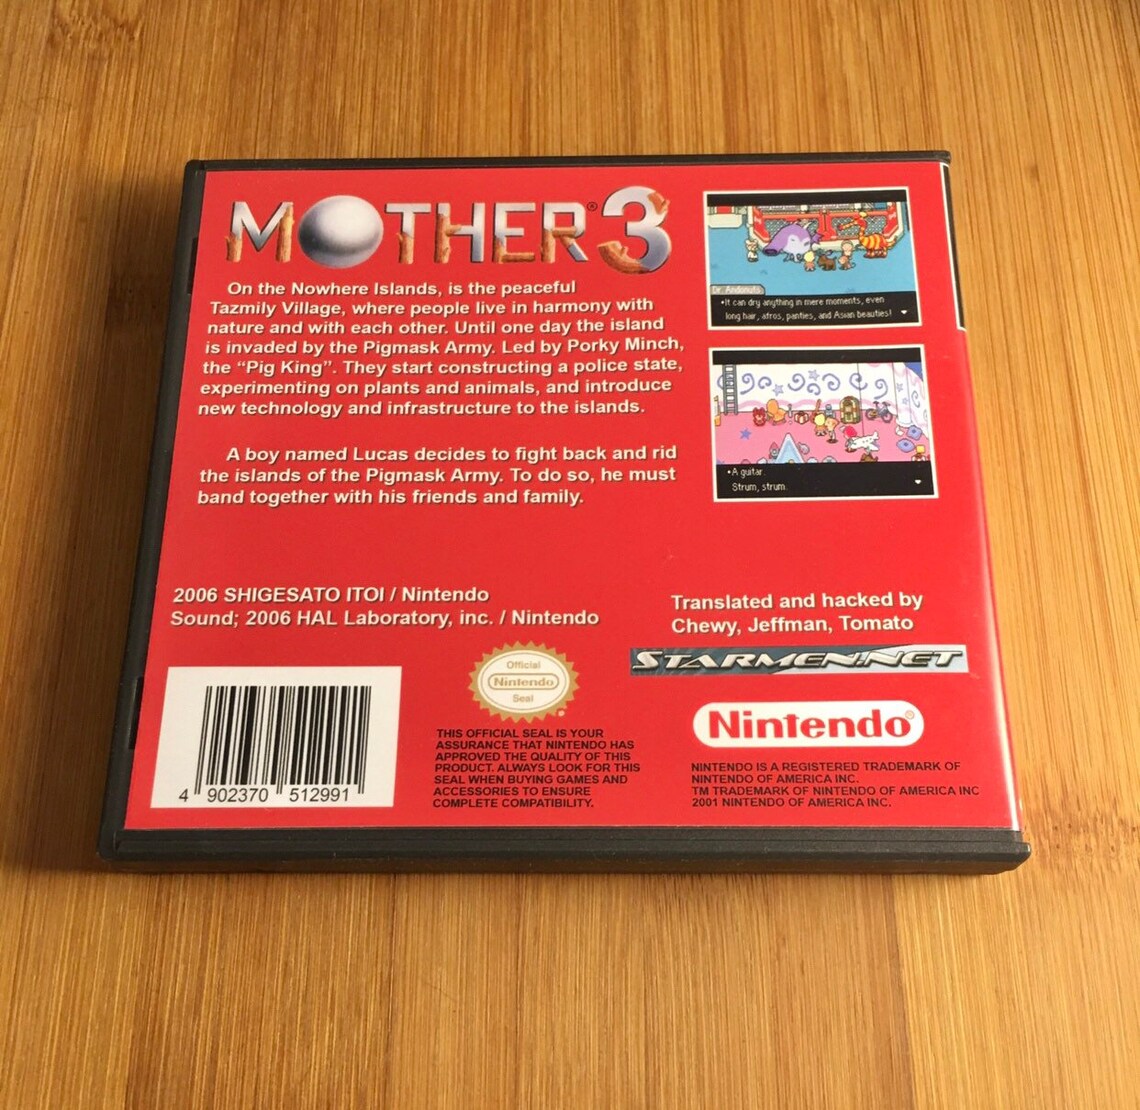 MOTHER® 3
On the Nowhere Islands, is the peaceful
Tazmily Village, where people live in harmony with
nature and with each other. Until one day the island
is invaded by the Pigmask Army. Led by Porky Minch,
the “Pig King”. They start constructing a police state,
experimenting on plants and animals, and introduce
new technology and infrastructure to the islands.
A boy named Lucas decides to fight back and rid
the islands of the Pigmask Army. To do so, he must
band together with his friends and family.
Dr. Andonuts
•It can dry anything in mere moments, even
long hair, afros, panties, and Asian beauties!
•A guitar.
Strum, strum.
2006 SHIGESATO ITOI / Nintendo
Sound; 2006 HAL Laboratory, inc. / Nintendo
Translated and hacked by
Chewy, Jeffman, Tomato
STARMEN.NET
4 902370 512991
Official
Nintendo
Seal
THIS OFFICIAL SEAL IS YOUR
ASSURANCE THAT NINTENDO HAS
APPROVED THE QUALITY OF THIS
PRODUCT. ALWAYS LOOK FOR THIS
SEAL WHEN BUYING GAMES AND
ACCESSORIES TO ENSURE
COMPLETE COMPATIBILITY.
Nintendo®
NINTENDO IS A REGISTERED TRADEMARK OF
NINTENDO OF AMERICA INC.
TM TRADEMARK OF NINTENDO OF AMERICA INC
2001 NINTENDO OF AMERICA INC.